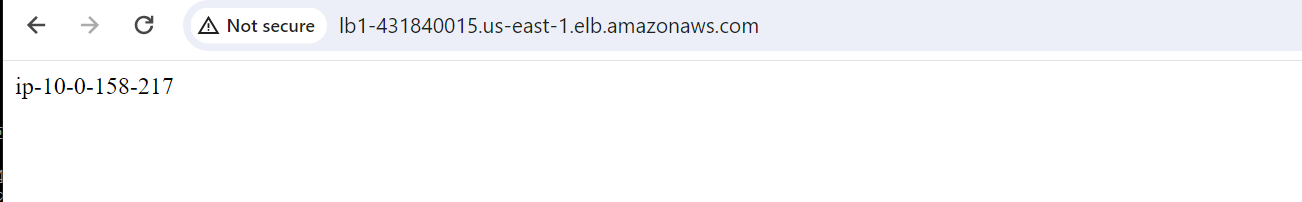 Not secure lb1-431840015.us-east-1.elb.amazonaws.com
ip-10-0-158-217